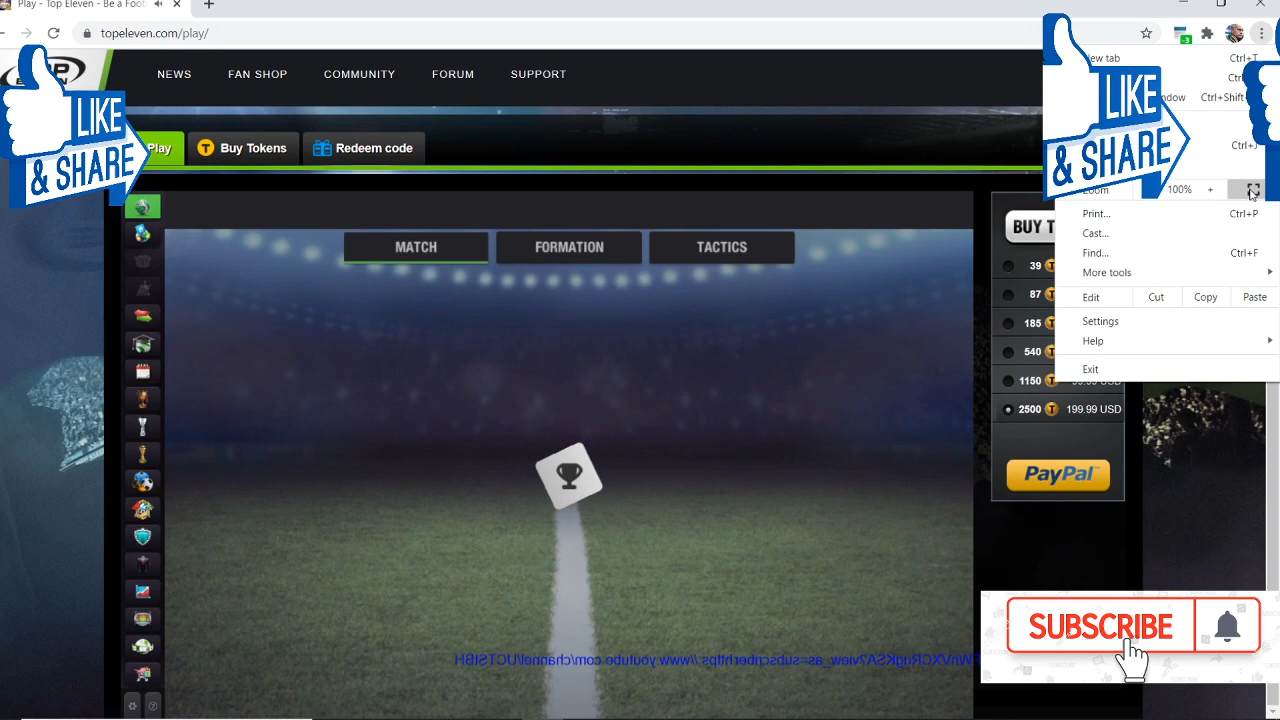 Play - Top Eleven - Be a Foot
topeleven.com/play/
-3
New tab Ctrl+T
NEWS FAN SHOP COMMUNITY FORUM SUPPORT
Ctrl+Shift
LIKE & SHARE
LIKE & SHARE
Ctrl+J
Play T Buy Tokens Redeem code
Zoom 100% +
Print... Ctrl+P
Cast...
Find... Ctrl+F
More tools
Edit Cut Copy Paste
Settings
Help
Exit
MATCH FORMATION TACTICS
BUY T
39 T
87 T
185 T
540 T
1150 T
2500 T 199.99 USD
PayPal
SUBSCRIBE